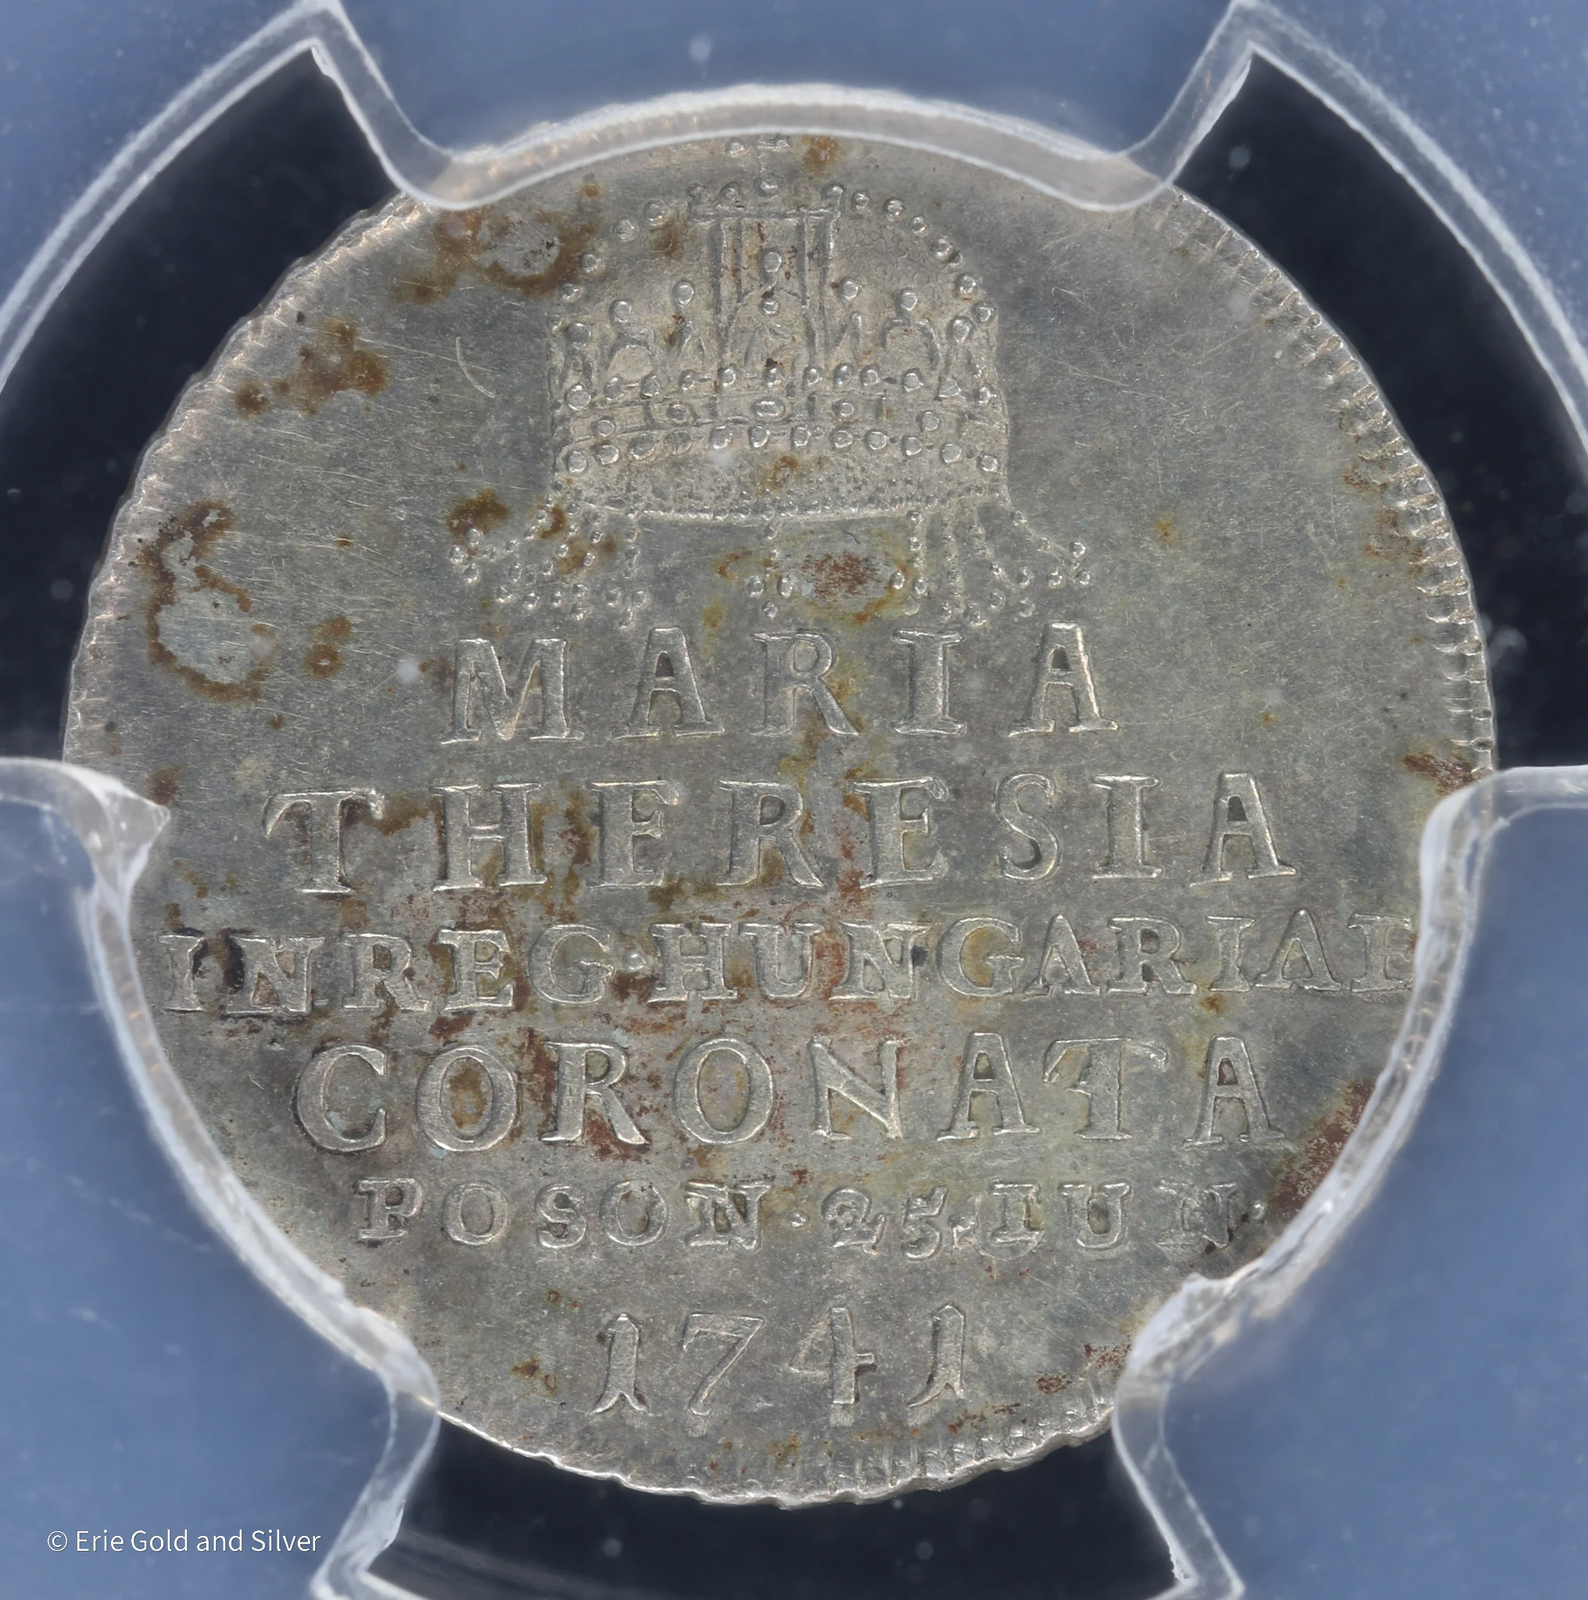 MARIA
THERESIA
IN REG·HUNGARIAE
CORONATA
POSON·25·IUN·
1741
© Erie Gold and Silver